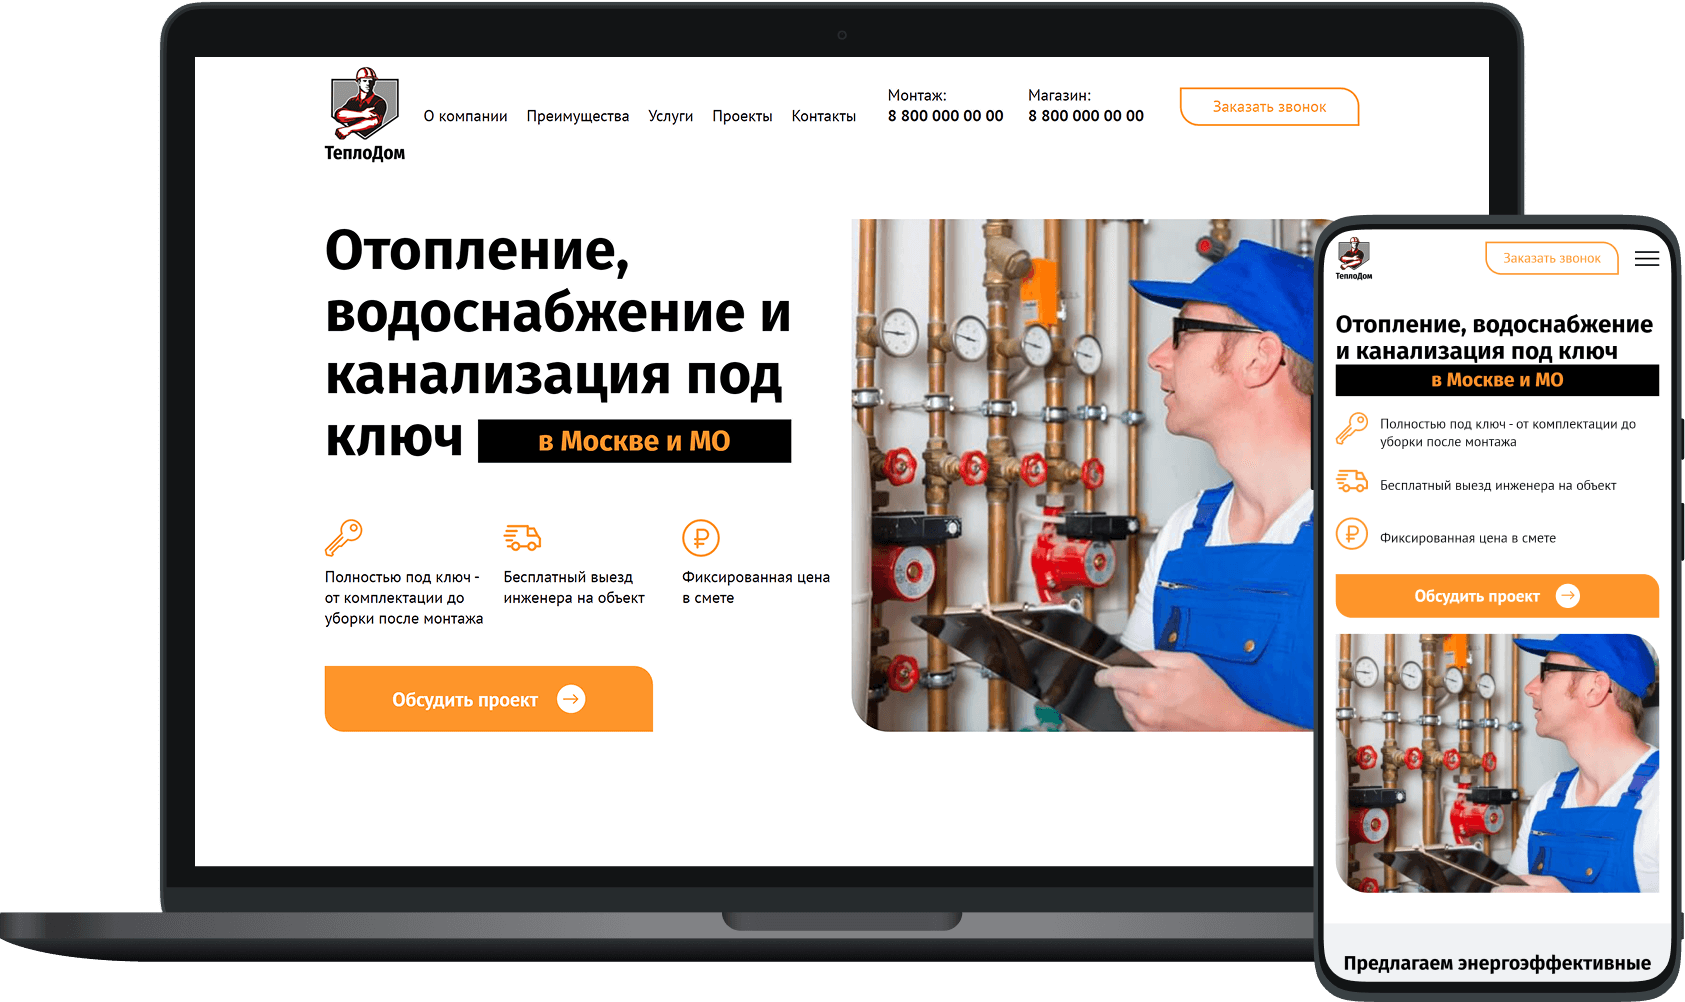 ТеплоДом
О компании
Преимущества
Услуги
Проекты
Контакты
Монтаж:
8 800 000 00 00
Магазин:
8 800 000 00 00
Заказать звонок
Отопление,
водоснабжение и
канализация под
ключ в Москве и МО
Полностью под ключ -
от комплектации до
уборки после монтажа
Бесплатный выезд
инженера на объект
Фиксированная цена
в смете
Обсудить проект
ТеплоДом
Заказать звонок
Отопление, водоснабжение
и канализация под ключ
в Москве и МО
Полностью под ключ - от комплектации до
уборки после монтажа
Бесплатный выезд инженера на объект
Фиксированная цена в смете
Обсудить проект
Предлагаем энергоэффективные